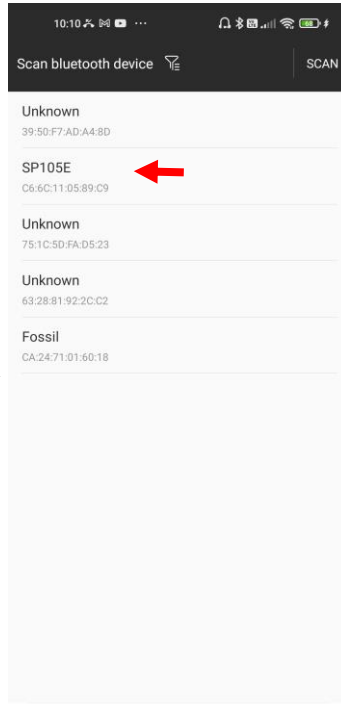 10:10
Scan bluetooth device SCAN
Unknown
39:50:F7:AD:A4:8D
SP105E
C6:6C:11:05:89:C9
Unknown
75:1C:5D:FA:D5:23
Unknown
63:28:81:92:2C:C2
Fossil
CA:24:71:01:60:18